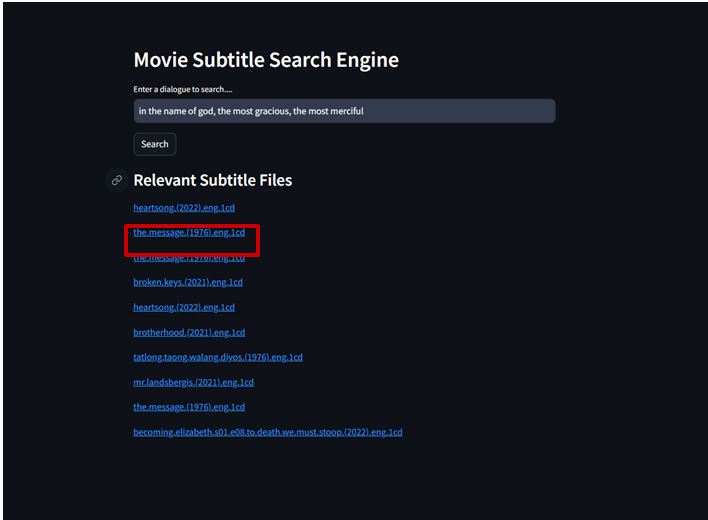 Movie Subtitle Search Engine
Enter a dialogue to search....
in the name of god, the most gracious, the most merciful
Search
Relevant Subtitle Files
heartsong.(2022).eng.1cd
the.message.(1976).eng.1cd
the.message.(1976).eng.1cd
broken.keys.(2021).eng.1cd
heartsong.(2022).eng.1cd
brotherhood.(2021).eng.1cd
tatlong.taong.walang.diyos.(1976).eng.1cd
mr.landsbergis.(2021).eng.1cd
the.message.(1976).eng.1cd
becoming.elizabeth.s01.e08.to.death.we.must.stoop.(2022).eng.1cd